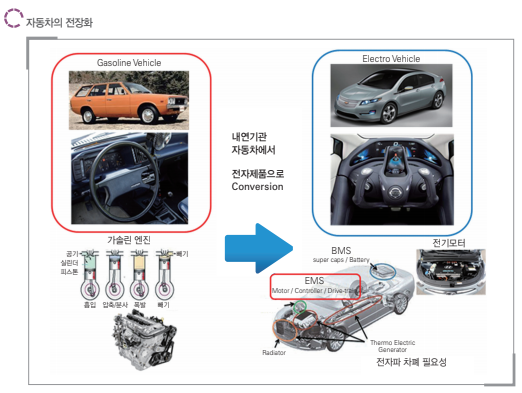 자동차의 전장화
Gasoline Vehicle
Electro Vehicle
내연기관
자동차에서
전자제품으로
Conversion
가솔린 엔진
공기
실린더
피스톤
배기
흡입 압축/분사 폭발 배기
BMS
super caps / Battery
전기모터
EMS
Motor / Controller / Drive-train
Radiator
Thermo Electric
Generator
전자파 차폐 필요성